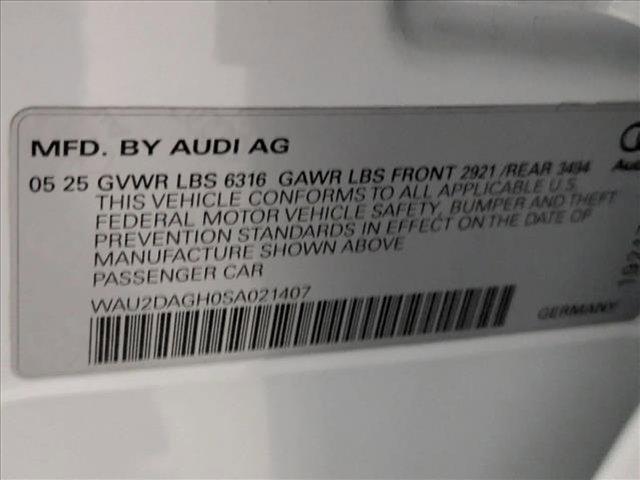 MFD. BY AUDI AG
05 25 GVWR LBS 6316 GAWR LBS FRONT 2921 /REAR 3494
THIS VEHICLE CONFORMS TO ALL APPLICABLE U.S.
FEDERAL MOTOR VEHICLE SAFETY, BUMPER AND THEFT
PREVENTION STANDARDS IN EFFECT ON THE DATE OF
MANUFACTURE SHOWN ABOVE
PASSENGER CAR
WAU2DAGH0SA021407
GERMANY